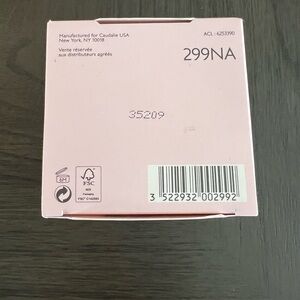 Manufactured for Caudalie USA
New York, NY 10018
Vente réservée
aux distributeurs agréés
ACL : 6253390
299NA
35209
FSC
3 522932 002992